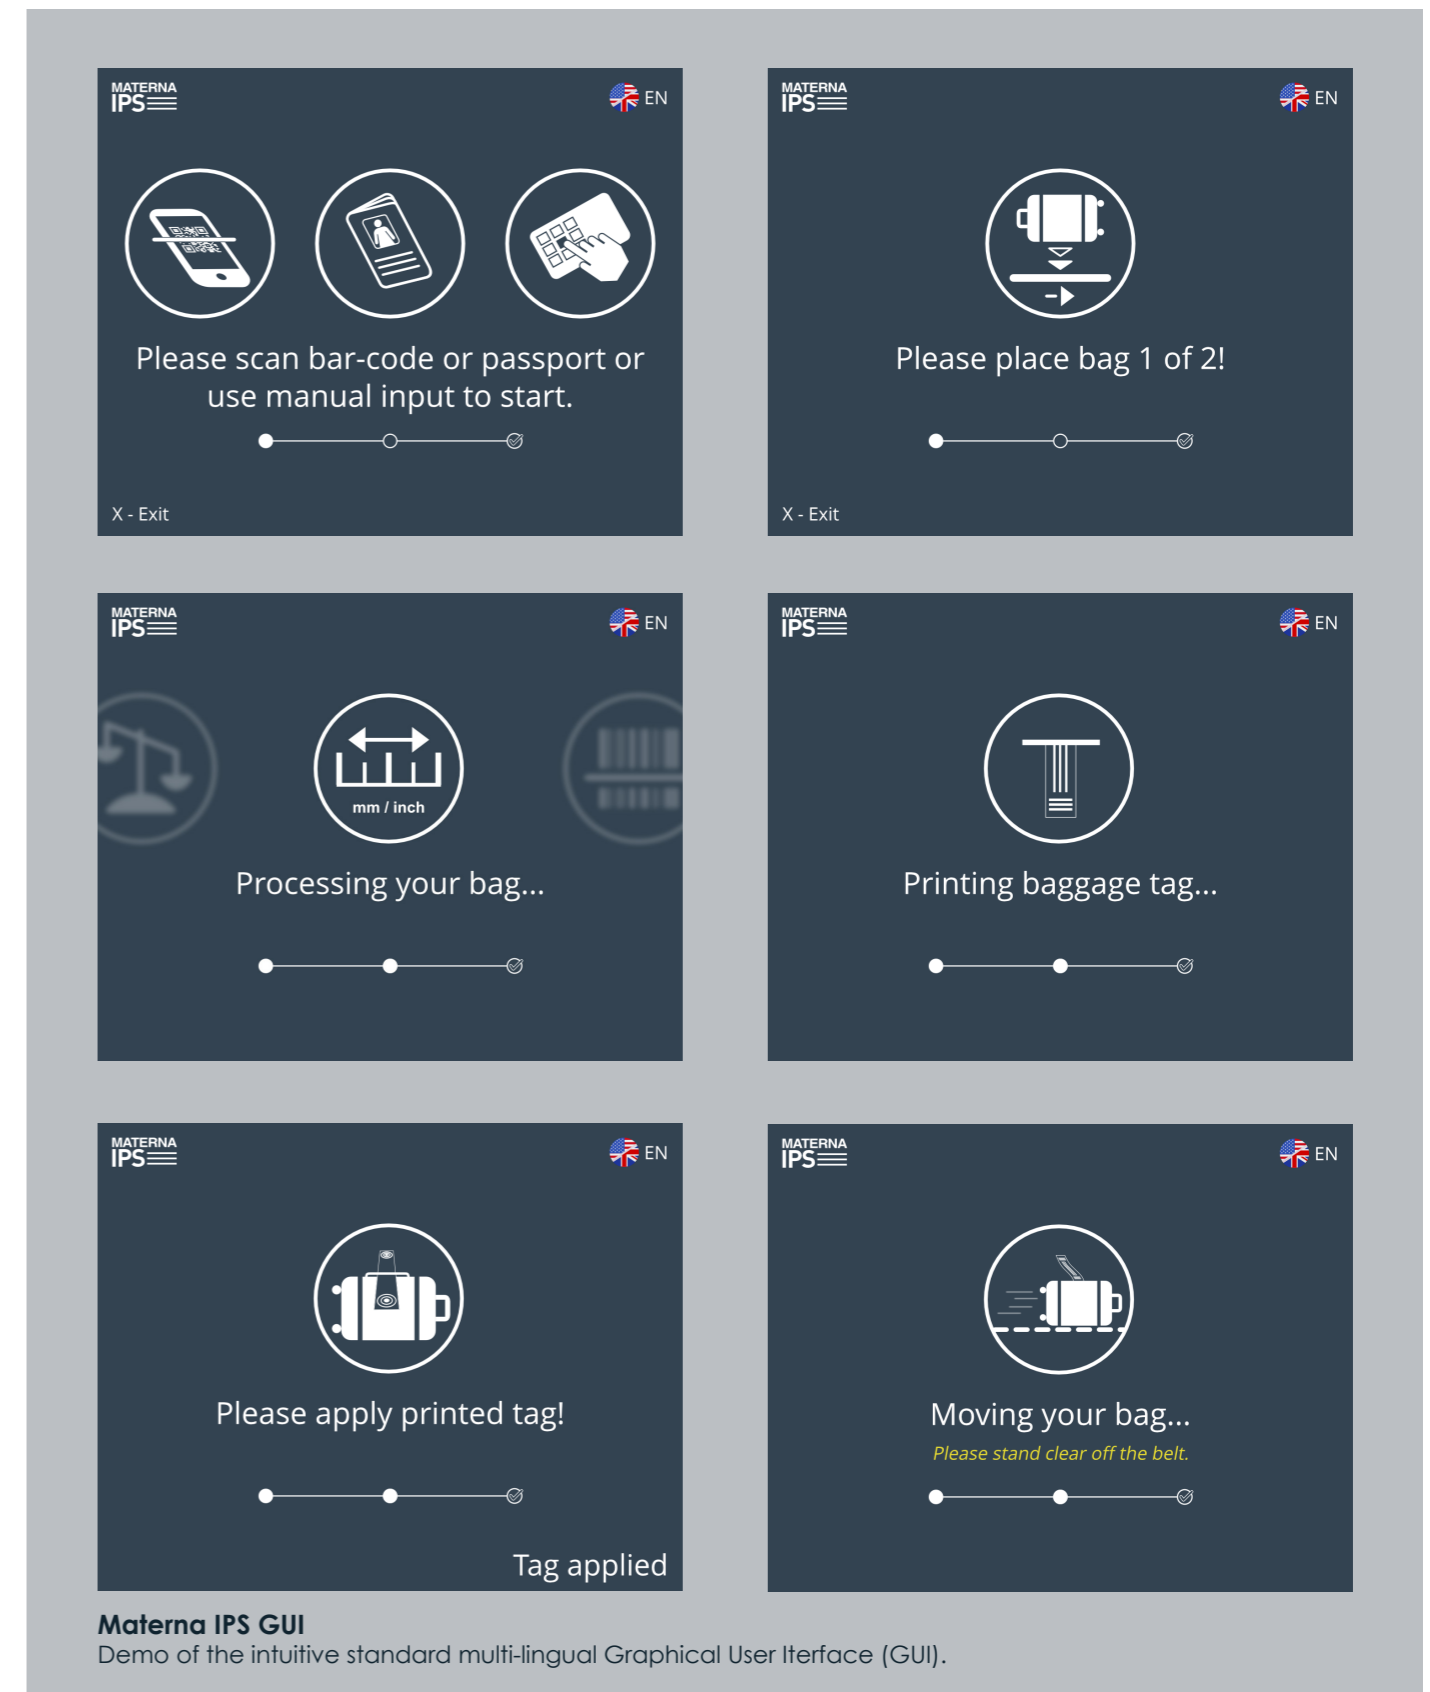 MATERNA
IPS
EN
Please scan bar-code or passport or
use manual input to start.
X - Exit
MATERNA
IPS
EN
Please place bag 1 of 2!
X - Exit
MATERNA
IPS
EN
mm / inch
Processing your bag...
MATERNA
IPS
EN
Printing baggage tag...
MATERNA
IPS
EN
Please apply printed tag!
Tag applied
MATERNA
IPS
EN
Moving your bag...
Please stand clear off the belt.
Materna IPS GUI
Demo of the intuitive standard multi-lingual Graphical User Iterface (GUI).